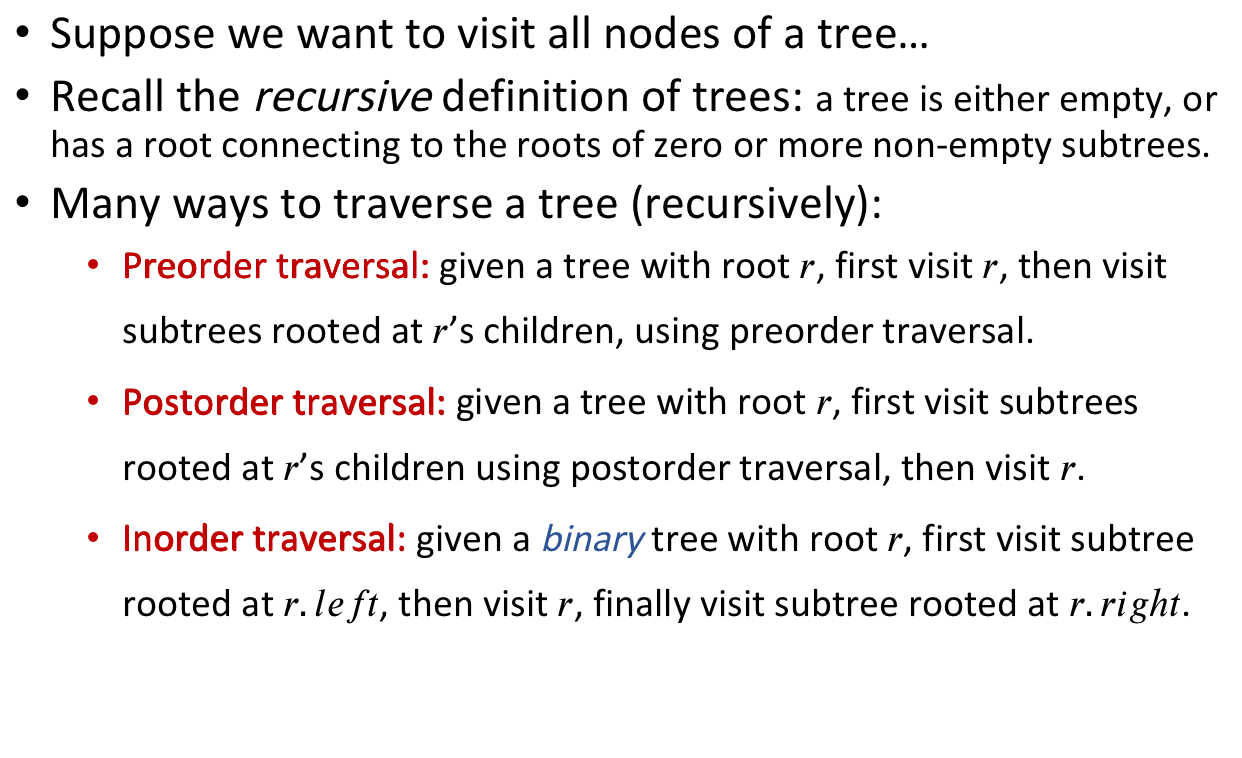 • Suppose we want to visit all nodes of a tree…
• Recall the recursive definition of trees: a tree is either empty, or
has a root connecting to the roots of zero or more non-empty subtrees.
• Many ways to traverse a tree (recursively):
• Preorder traversal: given a tree with root r, first visit r, then visit
subtrees rooted at r’s children, using preorder traversal.
• Postorder traversal: given a tree with root r, first visit subtrees
rooted at r’s children using postorder traversal, then visit r.
• Inorder traversal: given a binary tree with root r, first visit subtree
rooted at r.left, then visit r, finally visit subtree rooted at r.right.